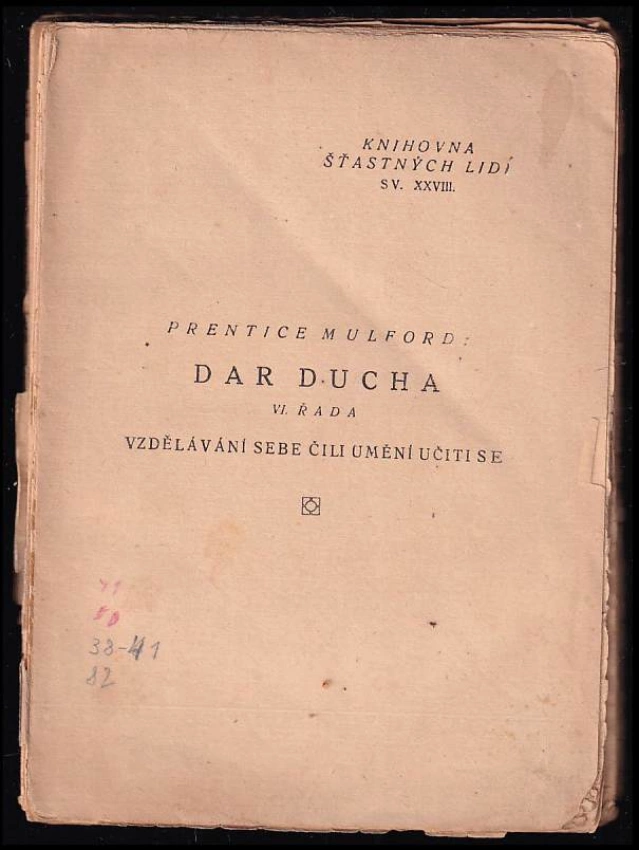 KNIHOVNA
ŠŤASTNÝCH LIDÍ
SV. XXVIII.
PRENTICE MULFORD:
DAR DUCHA
VI. ŘADA
VZDĚLÁVÁNÍ SEBE ČILI UMĚNÍ UČITI SE
38-41
82